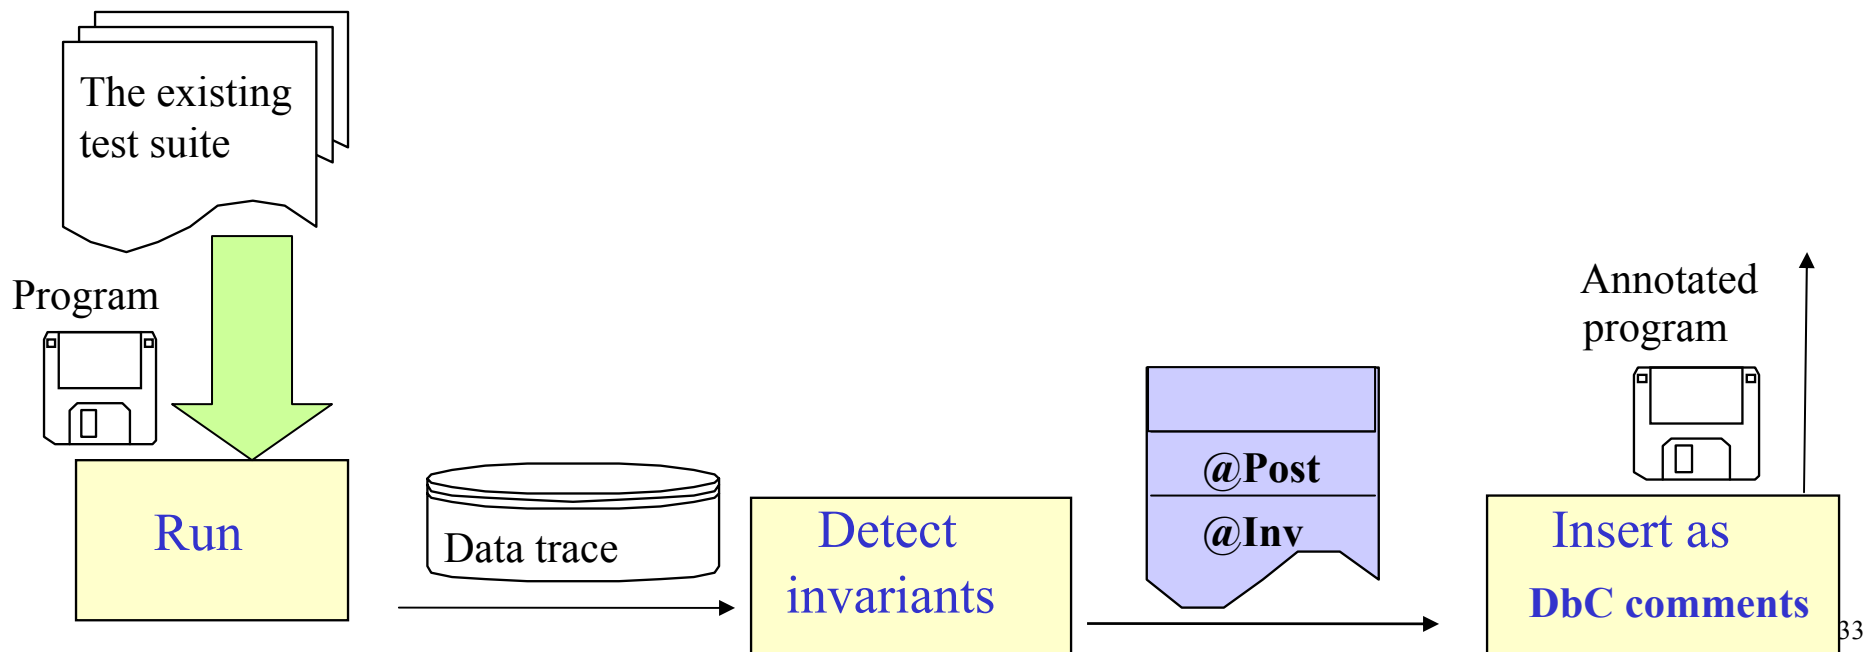 The existing
test suite
Program
Run
Data trace
Detect
invariants
@Post
@Inv
Annotated
program
Insert as
DbC comments
33